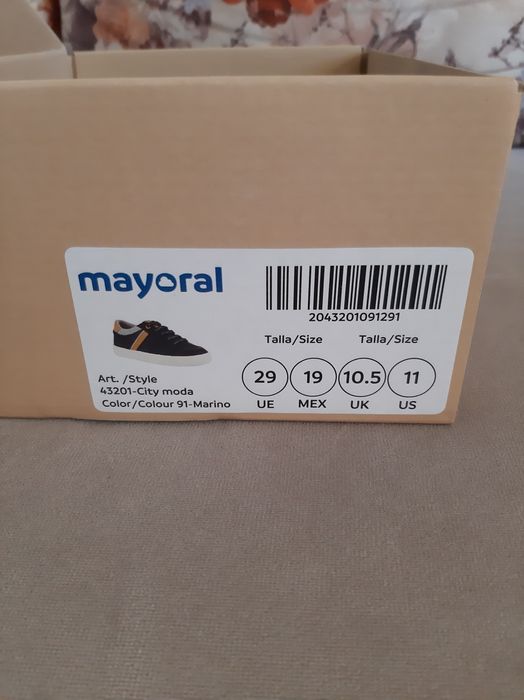 mayoral
2043201091291
Talla/Size Talla/Size
Art. /Style
43201-City moda
Color/Colour 91-Marino
29 19 10.5 11
UE MEX UK US